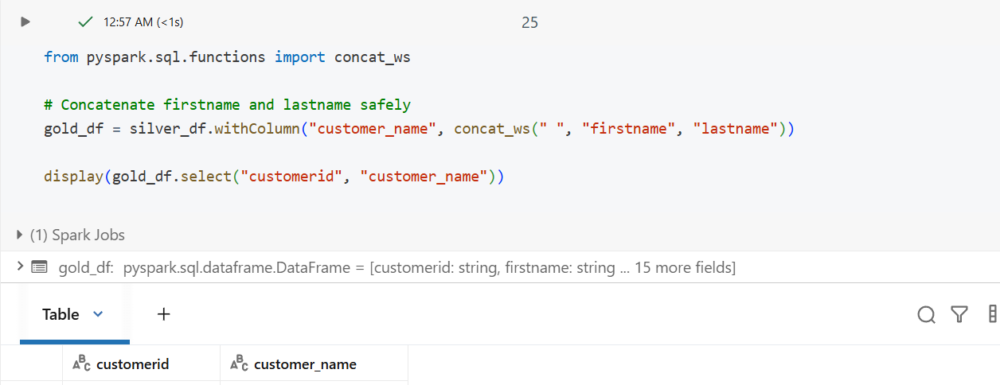 12:57 AM (<1s)
25
from pyspark.sql.functions import concat_ws
# Concatenate firstname and lastname safely
gold_df = silver_df.withColumn("customer_name", concat_ws(" ", "firstname", "lastname"))
display(gold_df.select("customerid", "customer_name"))
(1) Spark Jobs
gold_df: pyspark.sql.dataframe.DataFrame = [customerid: string, firstname: string ... 15 more fields]
Table +
ABC customerid ABC customer_name